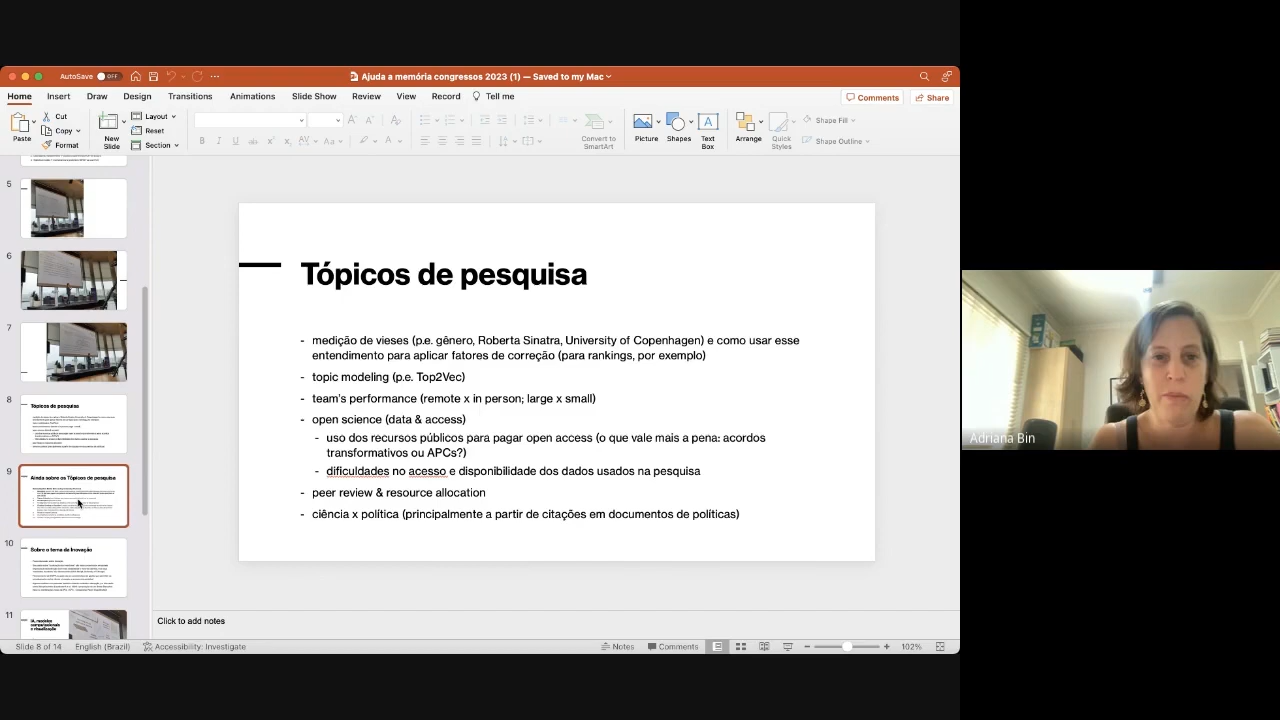 AutoSave OFF
Ajuda a memória congressos 2023 (1) — Saved to my Mac
Home Insert Draw Design Transitions Animations Slide Show Review View Record Tell me
Comments Share
Paste
Cut
Copy
Format
New Slide
Layout
Reset
Section
Convert to SmartArt
Picture
Shapes
Text Box
Arrange
Quick Styles
Shape Fill
Shape Outline
5
6
7
8
Tópicos de pesquisa
9
Ainda sobre os Tópicos de pesquisa
10
Sobre o tema da Inovação
11
Tópicos de pesquisa
- medição de vieses (p.e. gênero, Roberta Sinatra, University of Copenhagen) e como usar esse
entendimento para aplicar fatores de correção (para rankings, por exemplo)
- topic modeling (p.e. Top2Vec)
- team's performance (remote x in person; large x small)
- open science (data & access)
- uso dos recursos públicos para pagar open access (o que vale mais a pena: acordos
transformativos ou APCs?)
- dificuldades no acesso e disponibilidade dos dados usados na pesquisa
- peer review & resource allocation
- ciência x política (principalmente a partir de citações em documentos de políticas)
Click to add notes
Slide 8 of 14 English (Brazil) Accessibility: Investigate Notes Comments 102%
Adriana Bin